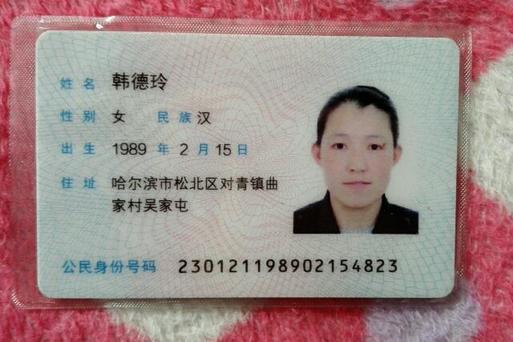 姓名 韩德玲
性别 女 民族 汉
出生 1989 年 2 月 15 日
住址 哈尔滨市松北区对青镇曲
家村吴家屯
公民身份号码 230121198902154823